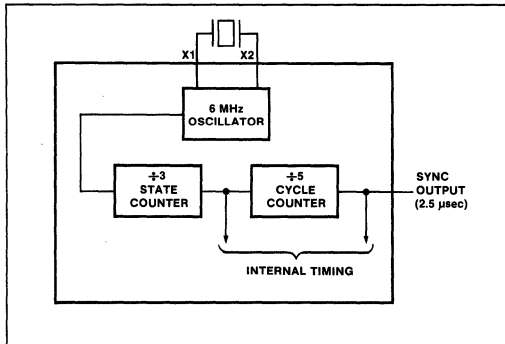 X1
X2
6 MHz
OSCILLATOR
÷3
STATE
COUNTER
÷5
CYCLE
COUNTER
SYNC
OUTPUT
(2.5 µsec)
INTERNAL TIMING